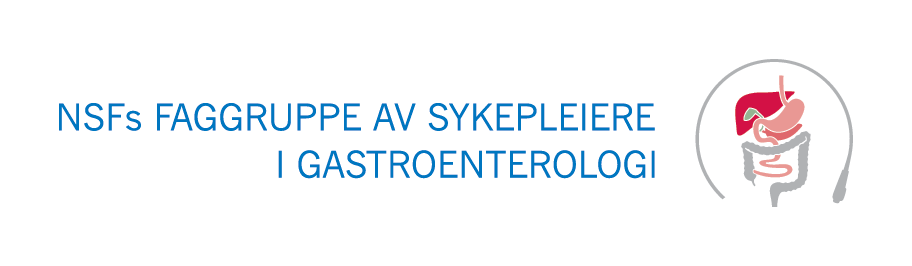 NSFs FAGGRUPPE AV SYKEPLEIERE
I GASTROENTEROLOGI